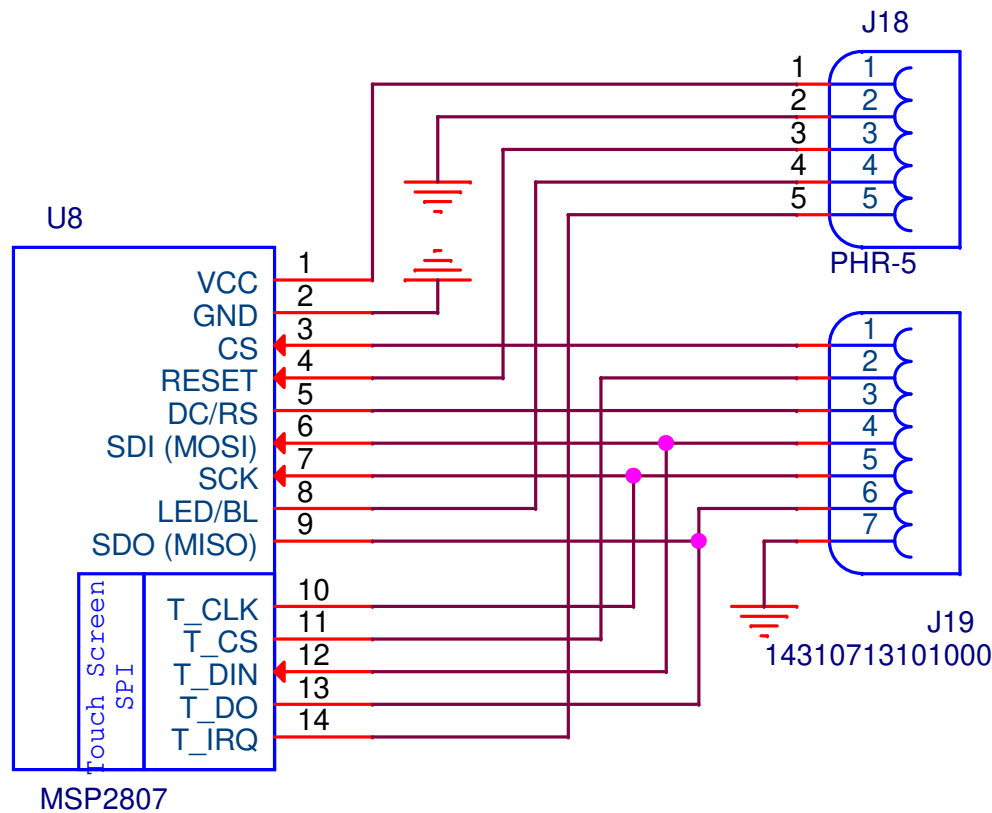 J18
1 1
2 2
3 3
4 4
5 5
PHR-5
U8
VCC 1
GND 2
CS 3
RESET 4
DC/RS 5
SDI (MOSI) 6
SCK 7
LED/BL 8
SDO (MISO) 9
T_CLK 10
T_CS 11
T_DIN 12
T_DO 13
T_IRQ 14
Touch Screen
SPI
MSP2807
1
2
3
4
5
6
7
J19
14310713101000